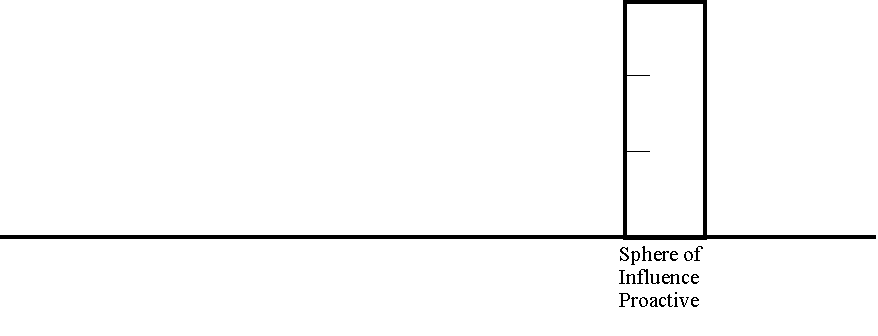 Sphere of
Influence
Proactive